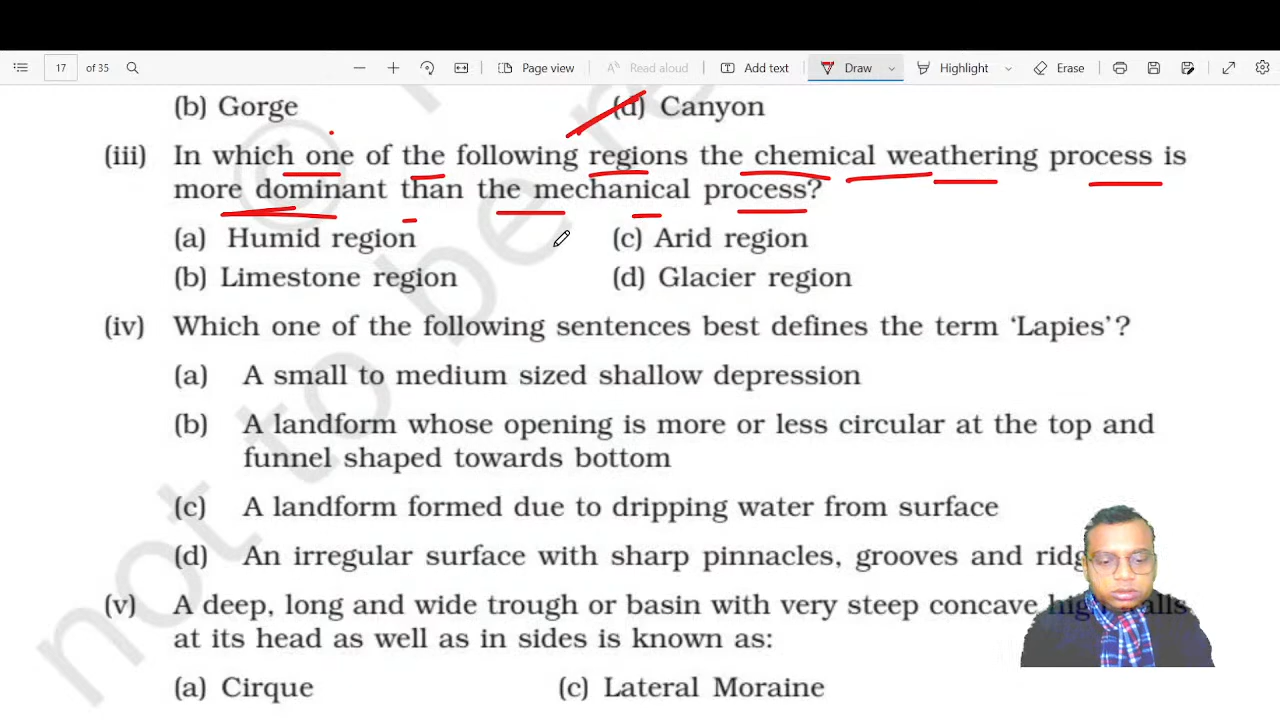 17 of 35 Page view Read aloud Add text Draw Highlight Erase
(b) Gorge (d) Canyon
(iii) In which one of the following regions the chemical weathering process is
more dominant than the mechanical process?
(a) Humid region (c) Arid region
(b) Limestone region (d) Glacier region
(iv) Which one of the following sentences best defines the term ‘Lapies’?
(a) A small to medium sized shallow depression
(b) A landform whose opening is more or less circular at the top and
funnel shaped towards bottom
(c) A landform formed due to dripping water from surface
(d) An irregular surface with sharp pinnacles, grooves and
(v) A deep, long and wide trough or basin with very steep concave
at its head as well as in sides is known as:
(a) Cirque (c) Lateral Moraine
© not to be